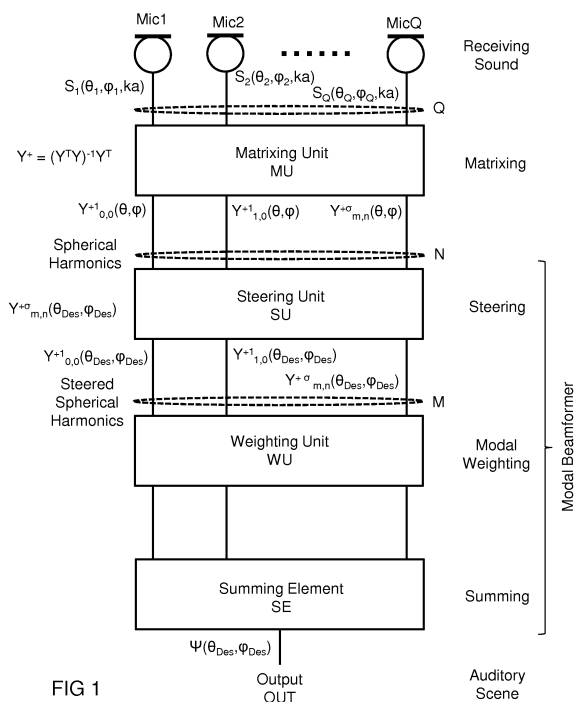 Mic1 Mic2 MicQ
Receiving
Sound
S₁(θ₁,φ₁,ka) S₂(θ₂,φ₂,ka) S_Q(θ_Q,φ_Q,ka)
Q
Y⁺ = (YᵀY)⁻¹Yᵀ
Matrixing Unit
MU
Matrixing
Y⁺¹₀,₀(θ,φ) Y⁺¹₁,₀(θ,φ) Y⁺σₘ,ₙ(θ,φ)
Spherical
Harmonics
N
Y⁺σₘ,ₙ(θDes,φDes)
Steering Unit
SU
Steering
Y⁺¹₀,₀(θDes,φDes) Y⁺¹₁,₀(θDes,φDes)
Y⁺ σₘ,ₙ(θDes,φDes)
Steered
Spherical
Harmonics
M
Weighting Unit
WU
Modal
Weighting
Modal Beamformer
Summing Element
SE
Summing
Ψ(θDes,φDes)
Output
OUT
Auditory
Scene
FIG 1